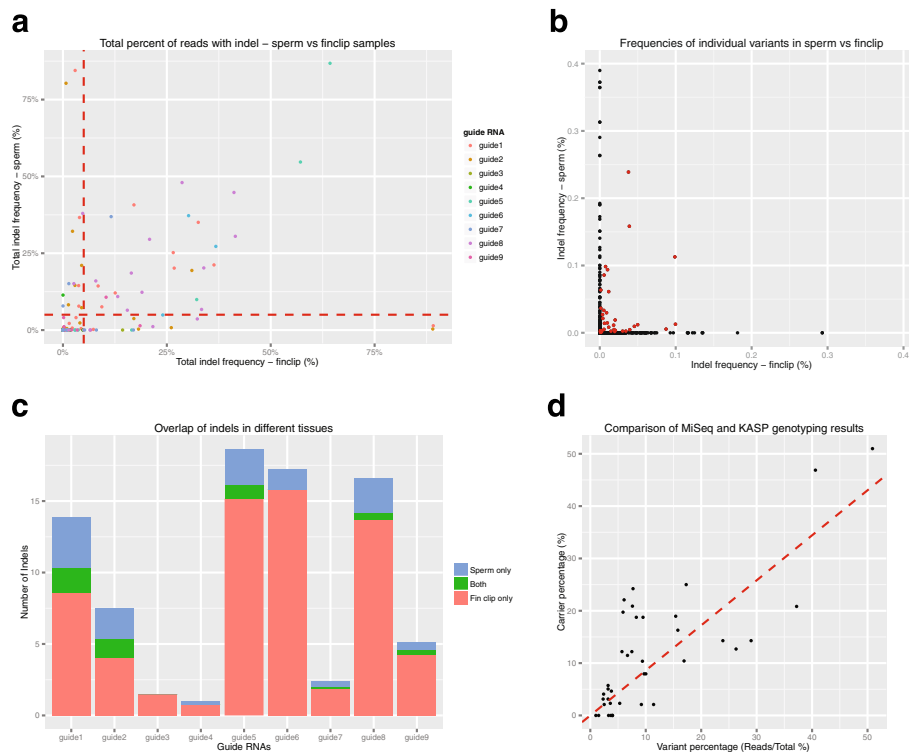 a
Total percent of reads with indel – sperm vs finclip samples
Total indel frequency – sperm (%)
75%
50%
25%
0%
0%
25%
50%
75%
Total indel frequency – finclip (%)
guide RNA
guide1
guide2
guide3
guide4
guide5
guide6
guide7
guide8
guide9
b
Frequencies of individual variants in sperm vs finclip
Indel frequency – sperm (%)
0.4
0.3
0.2
0.1
0.0
0.0
0.1
0.2
0.3
0.4
Indel frequency – finclip (%)
c
Overlap of indels in different tissues
Number of Indels
15
10
5
0
guide1
guide2
guide3
guide4
guide5
guide6
guide7
guide8
guide9
Guide RNAs
Sperm only
Both
Fin clip only
d
Comparison of MiSeq and KASP genotyping results
Carrier percentage (%)
50
40
30
20
10
0
0
10
20
30
40
50
Variant percentage (Reads/Total %)